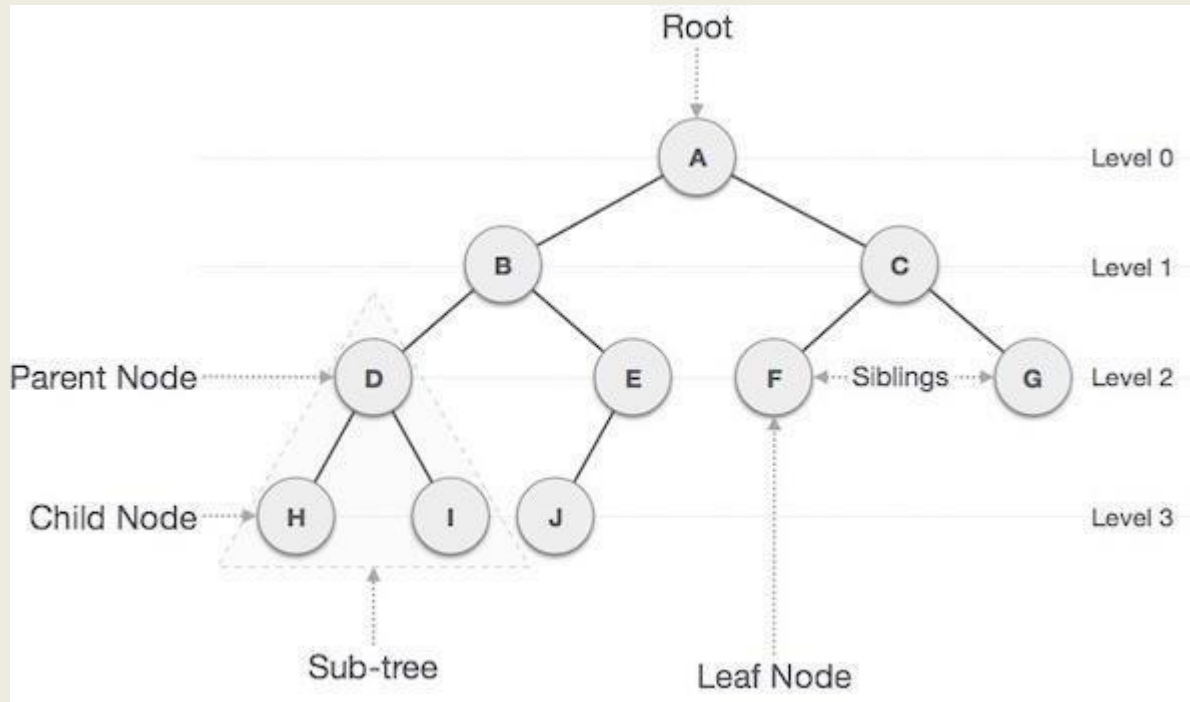 Root
A
Level 0
B
C
Level 1
Parent Node
D
E
F
Siblings
G
Level 2
Child Node
H
I
J
Level 3
Sub-tree
Leaf Node